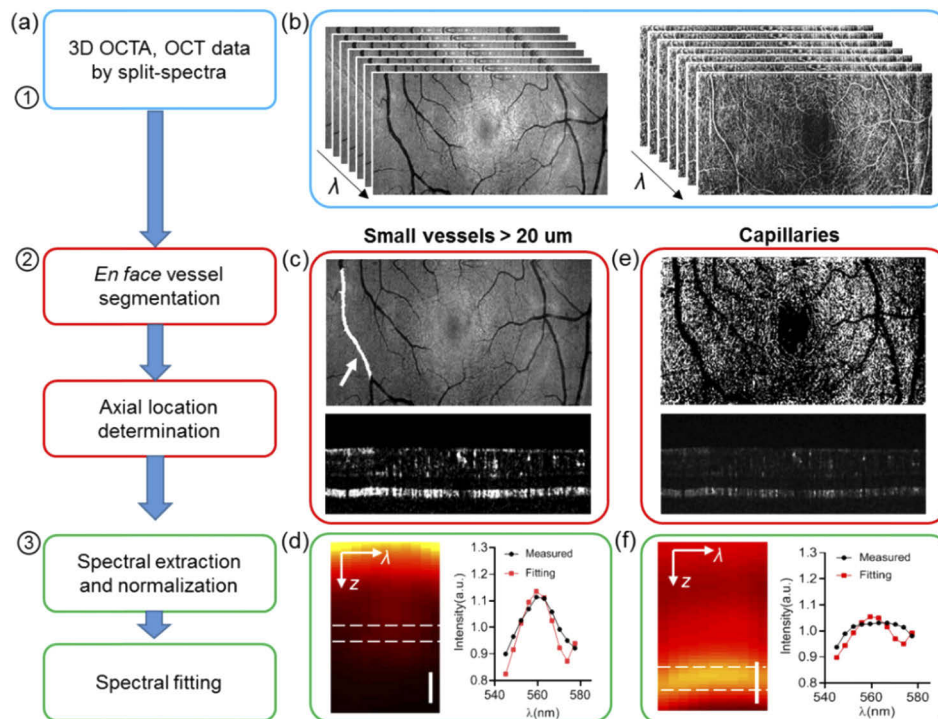 (a)
3D OCTA, OCT data
by split-spectra
①
(b)
λ
λ
②
En face vessel
segmentation
Axial location
determination
Small vessels > 20 um
(c)
Capillaries
(e)
③
Spectral extraction
and normalization
Spectral fitting
(d)
λ
z
Intensity(a.u.)
1.3
1.2
1.1
1.0
0.9
0.8
Measured
Fitting
540
560
580
λ(nm)
(f)
λ
z
Intensity(a.u.)
1.3
1.2
1.1
1.0
0.9
0.8
Measured
Fitting
540
560
580
λ(nm)